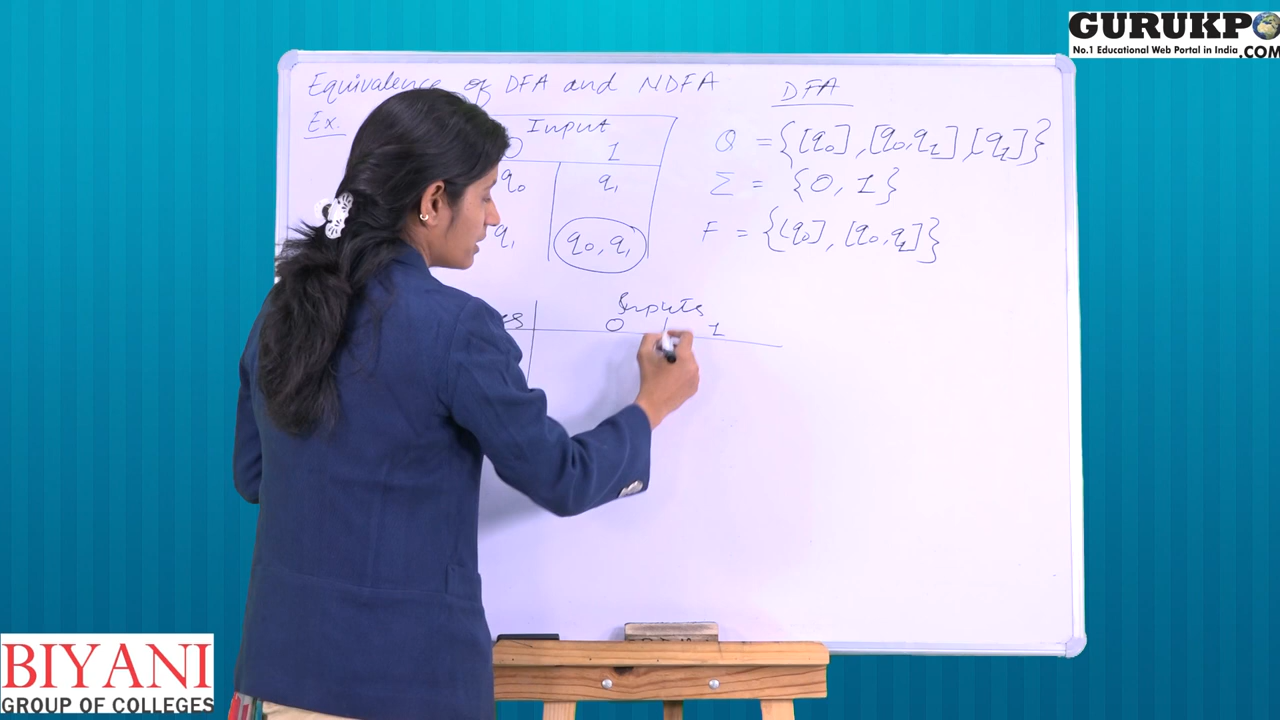 GURUKPO
No.1 Educational Web Portal in India .COM
Equivalence of DFA and NDFA
DFA
Ex.
Input
0 1
q0 q1
q1 q0, q1
Q = {[q0], [q0, q1], [q1]}
Σ = {0, 1}
F = {[q0], [q0, q1]}
Inputs
0 1
BIYANI
GROUP OF COLLEGES